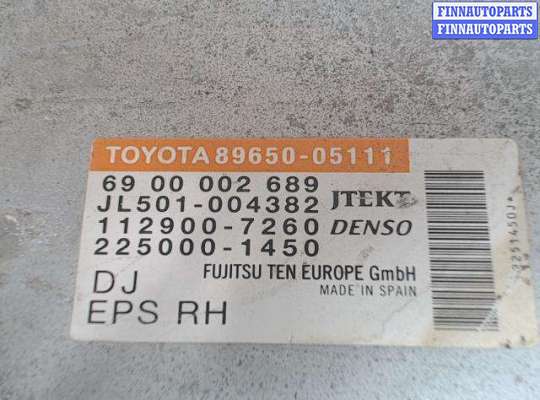 FINNAUTOPARTS
FINNAUTOPARTS
TOYOTA 89650-05111
69 00 002 689
JL501-004382 JTEKT
112900-7260 DENSO
225000-1450
FUJITSU TEN EUROPE GmbH
DJ MADE IN SPAIN
EPS RH